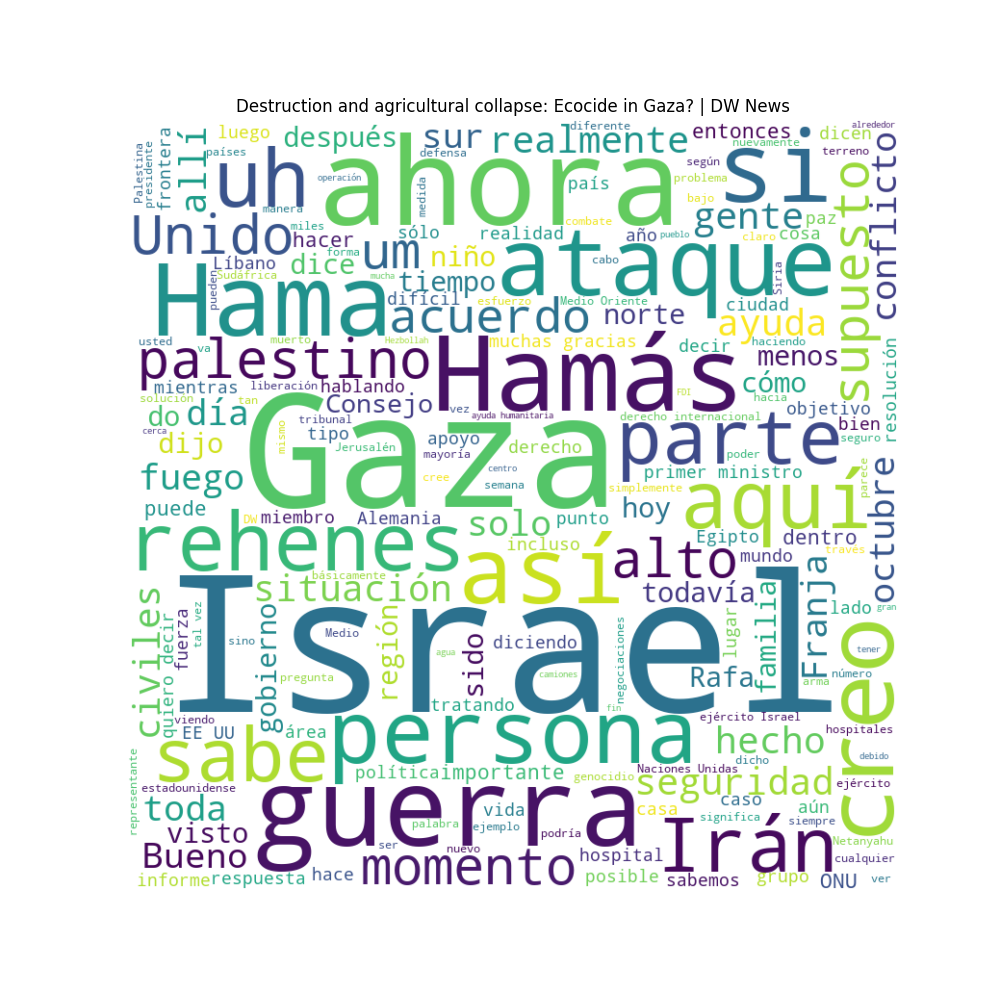 Destruction and agricultural collapse: Ecocide in Gaza? | DW News
Palestina
presidente
frontera
países
allí
luego
uh
operación
manera
después
ahora
defensa
medida
sur
realmente
diferente
según
entonces
nuevamente
dicen
alrededor
terreno
conflicto
si
país
problema
bajo
gente
combate
pueblo
claro
paz
cosa
supuesto
Unido
miles
hacer
forma
Líbano
Sudáfrica
pueden
dice
um
sólo
niño
realidad
año
cabo
ataque
Siria
Hama
mucha
tiempo
difícil
esfuerzo
Medio Oriente
ciudad
acuerdo
norte
ayuda
usted
va
muerto
Hezbollah
muchas gracias
decir
haciendo
menos
resolución
palestino
Hamás
mientras
liberación
hablando
FDI
cómo
hacia
solución
tan
Consejo
vez
ayuda humanitaria
derecho internacional
objetivo
do
día
tribunal
bien
cerca
dijo
mismo
tipo
Jerusalén
apoyo
mayoría
derecho
parte
poder
seguro
Gaza
centro
fuego
cree
semana
primer ministro
parece
simplemente
aquí
puede
DW
miembro
Alemania
solo
punto
hoy
octubre
Egipto
dentro
rehenes
incluso
alto
mundo
través
básicamente
situación
así
todavía
Franja
gran
civiles
quiero decir
fuerza
tal vez
sino
gobierno
Medio
región
sido
diciendo
negociaciones
lugar
familia
lado
tener
Israel
agua
pregunta
camiones
Rafa
arma
número
creo
viendo
EE UU
área
tratando
fin
ejército Israel
hospitales
representante
sabe
persona
hecho
dicho
debido
política
importante
genocidio
Naciones Unidas
seguridad
ejército
estadounidense
toda
guerra
vida
casa
caso
aún
significa
siempre
visto
palabra
ejemplo
podría
Netanyahu
Bueno
ser
nuevo
momento
hospital
Irán
cualquier
informe
respuesta
hace
posible
sabemos
grupo
ONU
ver